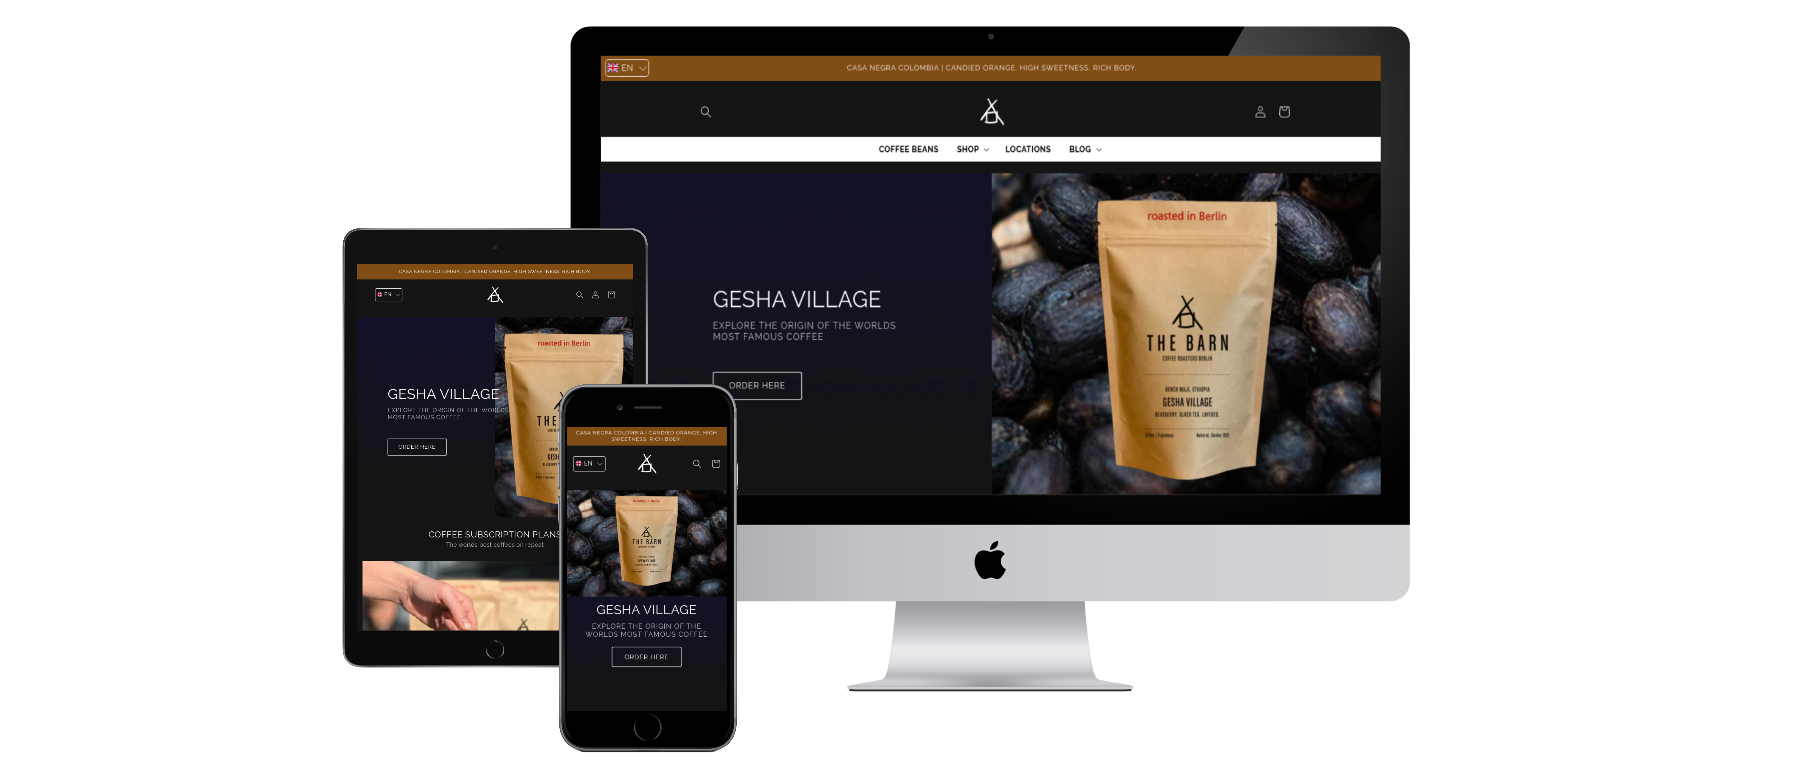 EN
CASA NEGRA COLOMBIA | CANDIED ORANGE. HIGH SWEETNESS. RICH BODY.
COFFEE BEANS SHOP LOCATIONS BLOG
GESHA VILLAGE
EXPLORE THE ORIGIN OF THE WORLDS
MOST FAMOUS COFFEE
ORDER HERE
roasted in Berlin
THE BARN
COFFEE ROASTERS BERLIN
BENCH MAJI, ETHIOPIA
GESHA VILLAGE
BLUEBERRY. BLACK TEA. LAYERED.
CASA NEGRA COLOMBIA | CANDIED ORANGE. HIGH SWEETNESS. RICH BODY.
EN
roasted in Berlin
GESHA VILLAGE
EXPLORE THE ORIGIN OF THE WORLDS
MOST FAMOUS COFFEE
ORDER HERE
THE
COFFEE SUBSCRIPTION PLANS
The worlds best coffees on repeat
CASA NEGRA COLOMBIA | CANDIED ORANGE. HIGH
SWEETNESS. RICH BODY.
EN
roasted in Berlin
THE BARN
GESHA VILLAGE
EXPLORE THE ORIGIN OF THE
WORLDS MOST FAMOUS COFFEE
ORDER HERE